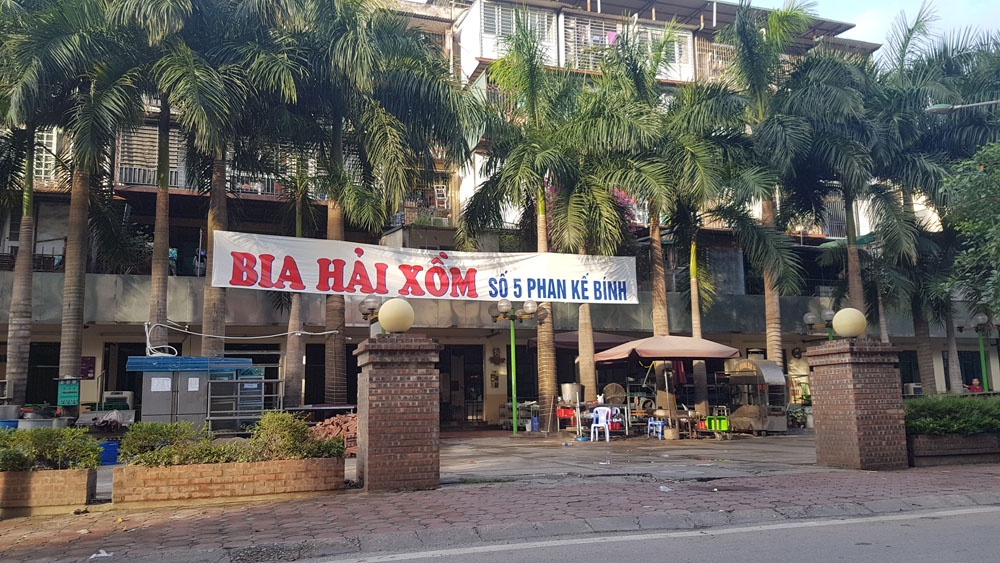 BIA HẢI XỒM SỐ 5 PHAN KẾ BÍNH